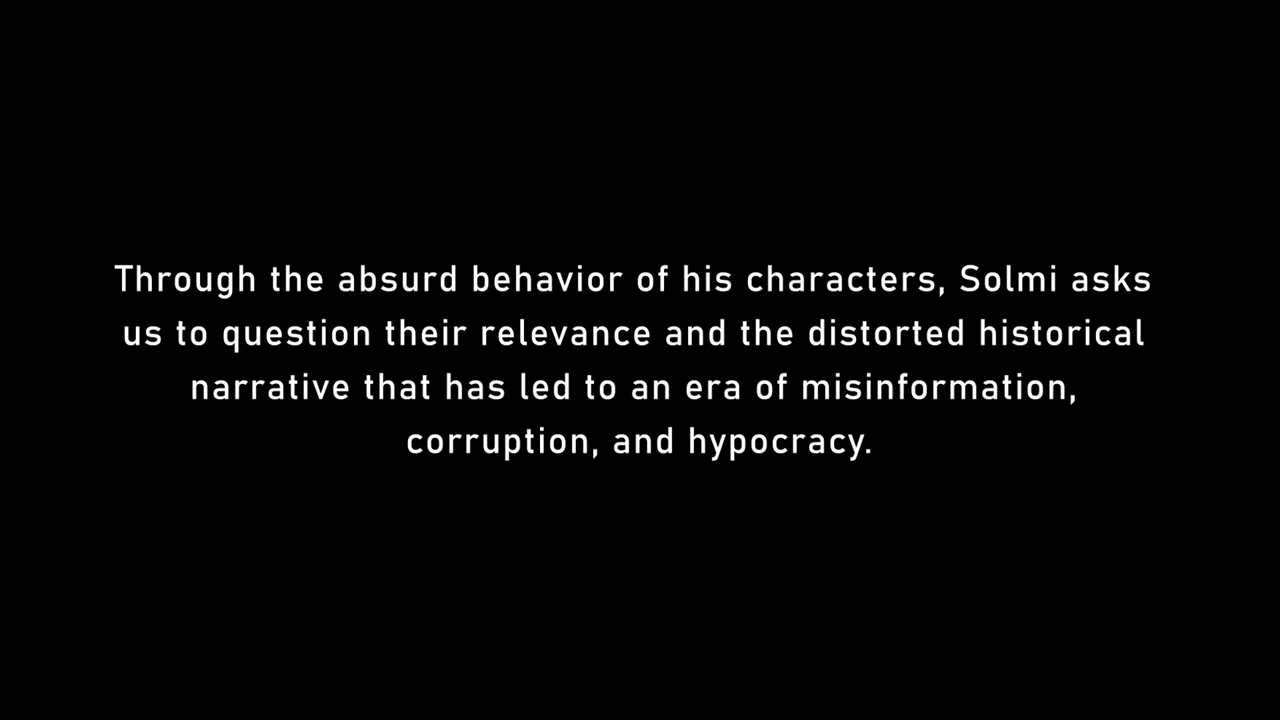 Through the absurd behavior of his characters, Solmi asks
us to question their relevance and the distorted historical
narrative that has led to an era of misinformation,
corruption, and hypocracy.